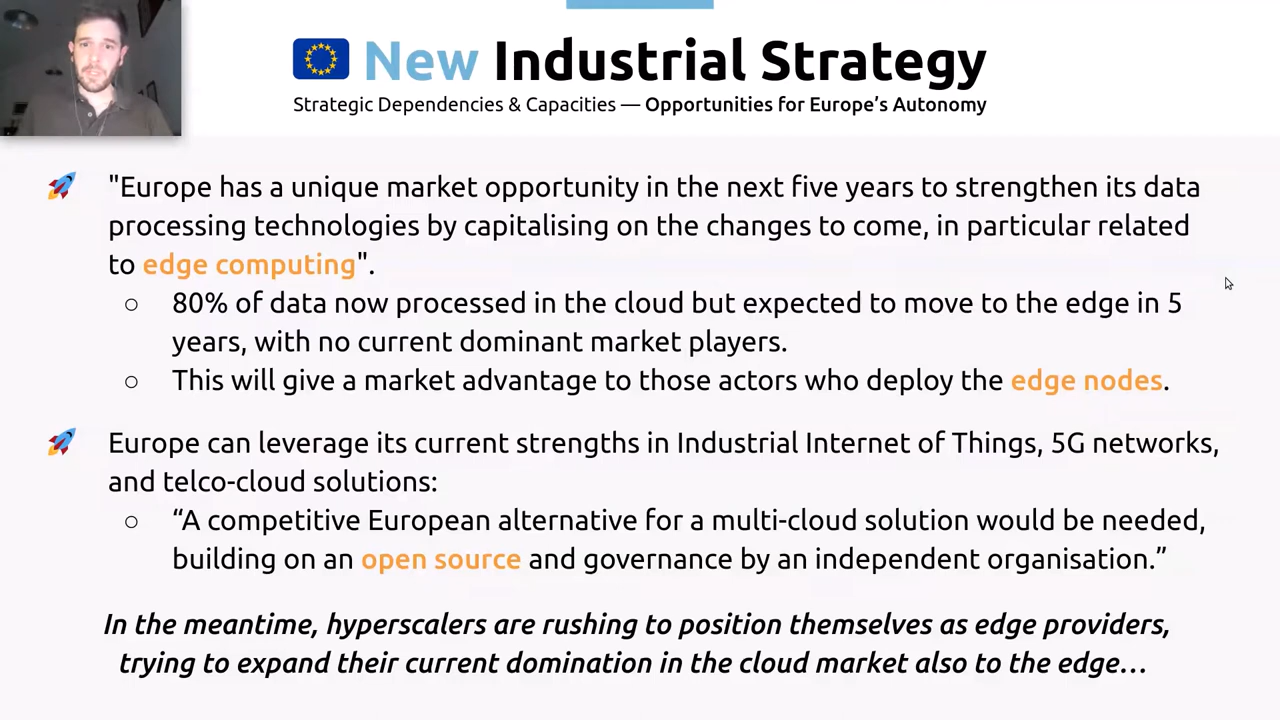 New Industrial Strategy
Strategic Dependencies & Capacities — Opportunities for Europe's Autonomy
"Europe has a unique market opportunity in the next five years to strengthen its data
processing technologies by capitalising on the changes to come, in particular related
to edge computing".
○ 80% of data now processed in the cloud but expected to move to the edge in 5
years, with no current dominant market players.
○ This will give a market advantage to those actors who deploy the edge nodes.
Europe can leverage its current strengths in Industrial Internet of Things, 5G networks,
and telco-cloud solutions:
○ “A competitive European alternative for a multi-cloud solution would be needed,
building on an open source and governance by an independent organisation.”
In the meantime, hyperscalers are rushing to position themselves as edge providers,
trying to expand their current domination in the cloud market also to the edge…